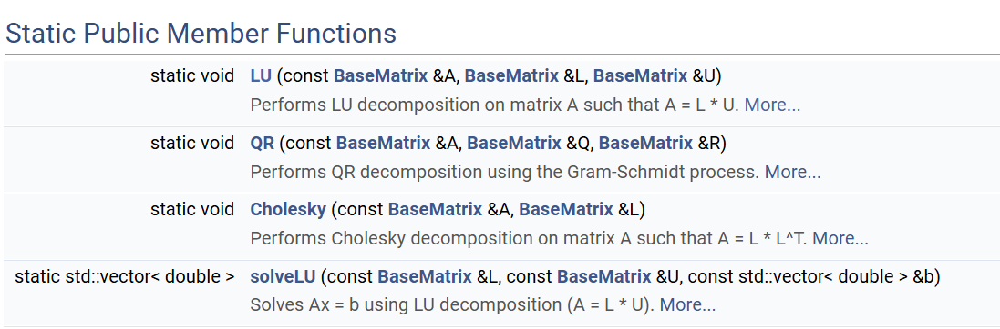 Static Public Member Functions
static void LU (const BaseMatrix &A, BaseMatrix &L, BaseMatrix &U)
Performs LU decomposition on matrix A such that A = L * U. More...
static void QR (const BaseMatrix &A, BaseMatrix &Q, BaseMatrix &R)
Performs QR decomposition using the Gram-Schmidt process. More...
static void Cholesky (const BaseMatrix &A, BaseMatrix &L)
Performs Cholesky decomposition on matrix A such that A = L * L^T. More...
static std::vector< double > solveLU (const BaseMatrix &L, const BaseMatrix &U, const std::vector< double > &b)
Solves Ax = b using LU decomposition (A = L * U). More...